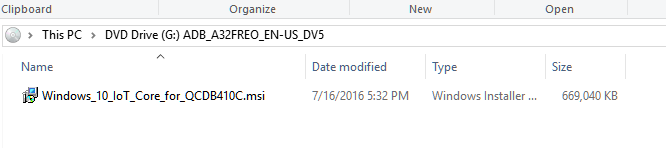 Clipboard Organize New Open
This PC > DVD Drive (G:) ADB_A32FREO_EN-US_DV5
Name Date modified Type Size
Windows_10_IoT_Core_for_QCDB410C.msi 7/16/2016 5:32 PM Windows Installer ... 669,040 KB